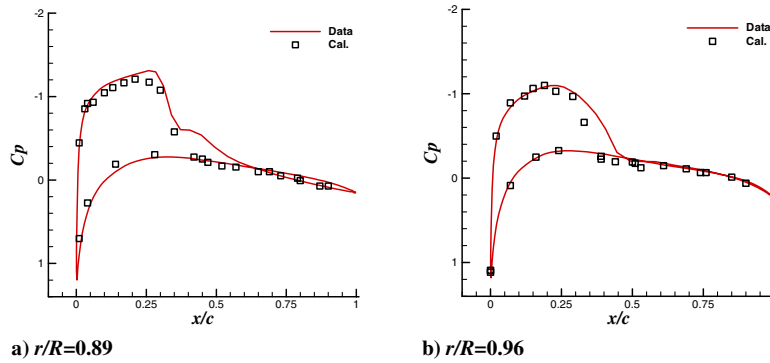 -2
Data
Cal.
-1
Cp
0
1
0 0.25 0.5 0.75 1
x/c
a) r/R=0.89
-2
Data
Cal.
-1
Cp
0
1
0 0.25 0.5 0.75
x/c
b) r/R=0.96